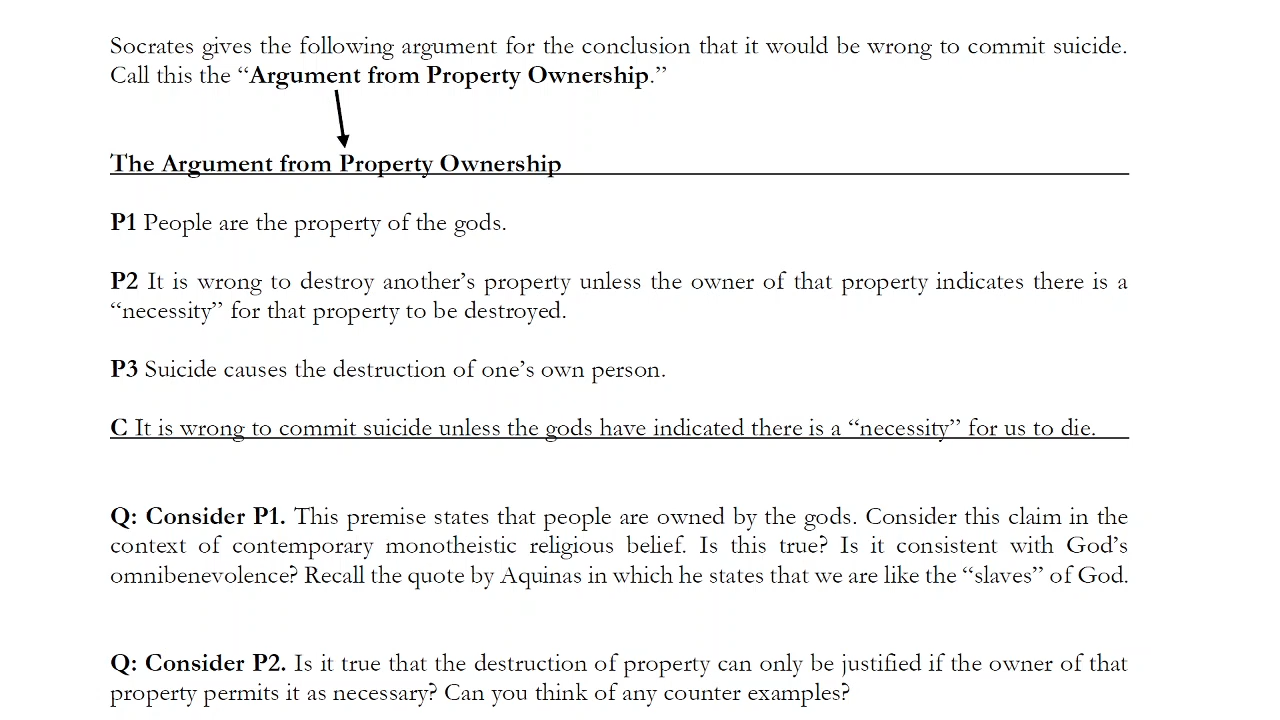 Socrates gives the following argument for the conclusion that it would be wrong to commit suicide.
Call this the “Argument from Property Ownership.”
The Argument from Property Ownership
P1 People are the property of the gods.
P2 It is wrong to destroy another’s property unless the owner of that property indicates there is a
“necessity” for that property to be destroyed.
P3 Suicide causes the destruction of one’s own person.
C It is wrong to commit suicide unless the gods have indicated there is a “necessity” for us to die.
Q: Consider P1. This premise states that people are owned by the gods. Consider this claim in the
context of contemporary monotheistic religious belief. Is this true? Is it consistent with God’s
omnibenevolence? Recall the quote by Aquinas in which he states that we are like the “slaves” of God.
Q: Consider P2. Is it true that the destruction of property can only be justified if the owner of that
property permits it as necessary? Can you think of any counter examples?